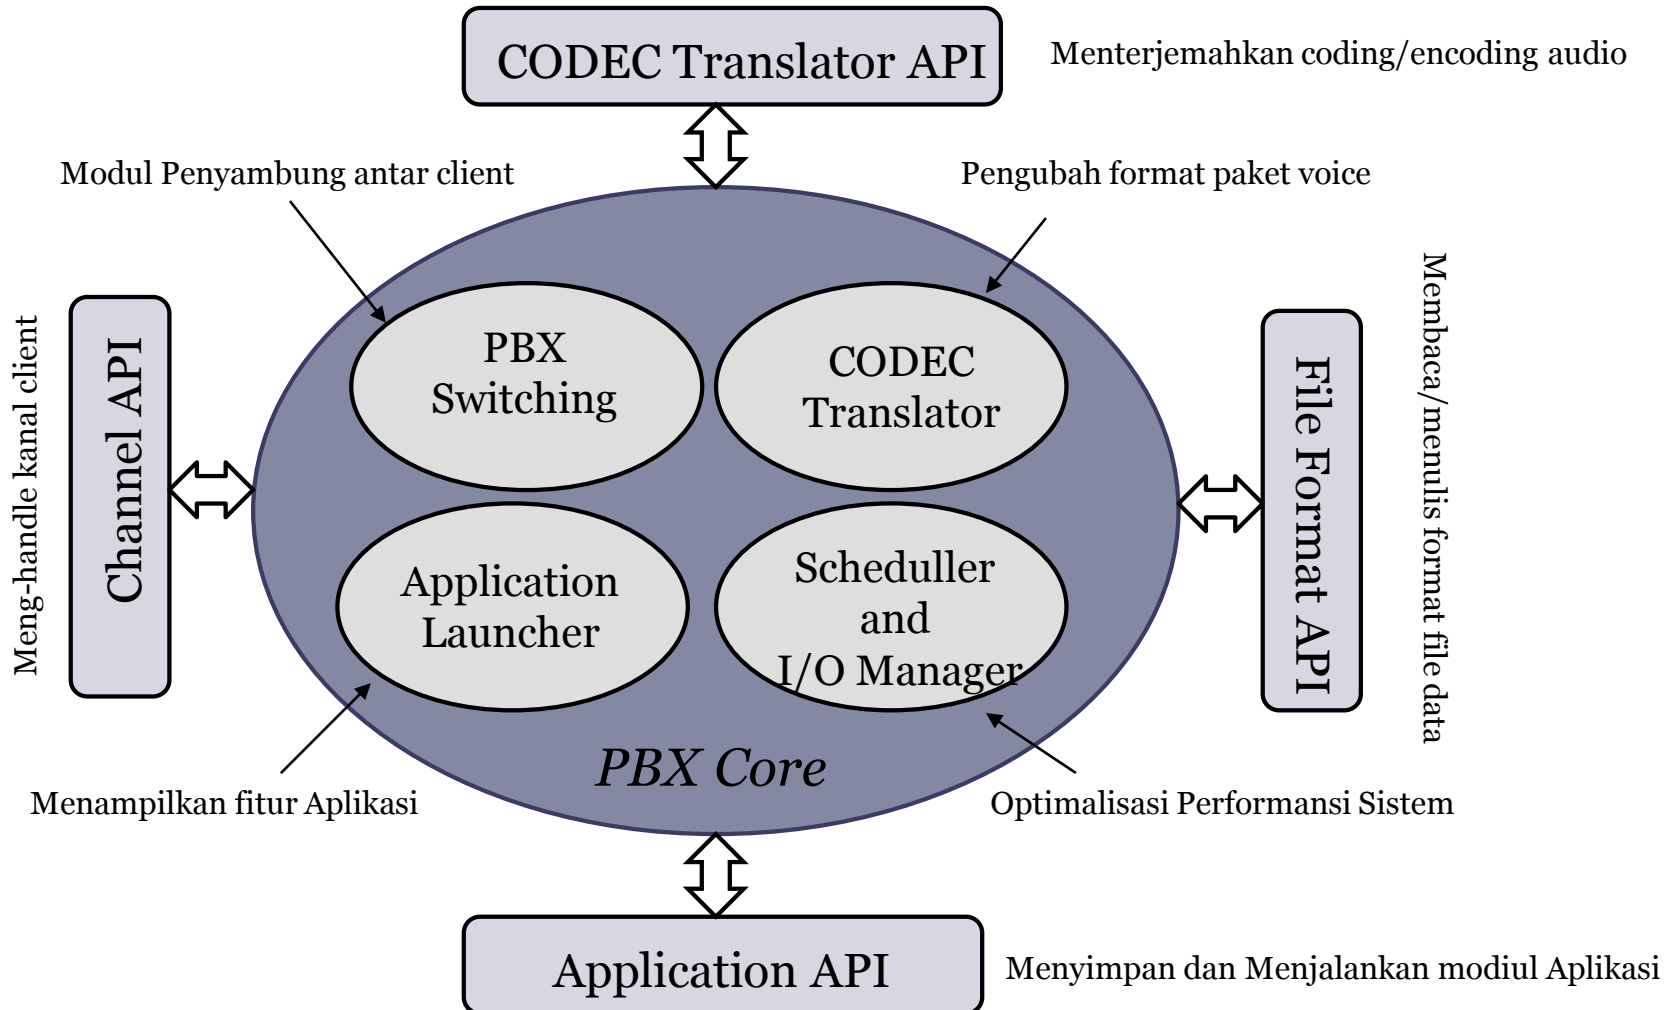 CODEC Translator API
Menterjemahkan coding/encoding audio
Modul Penyambung antar client
Pengubah format paket voice
Meng-handle kanal client
Channel API
PBX
Switching
CODEC
Translator
File Format API
Membaca/menulis format file data
Application
Launcher
Scheduller
and
I/O Manager
PBX Core
Menampilkan fitur Aplikasi
Optimalisasi Performansi Sistem
Application API
Menyimpan dan Menjalankan modiul Aplikasi